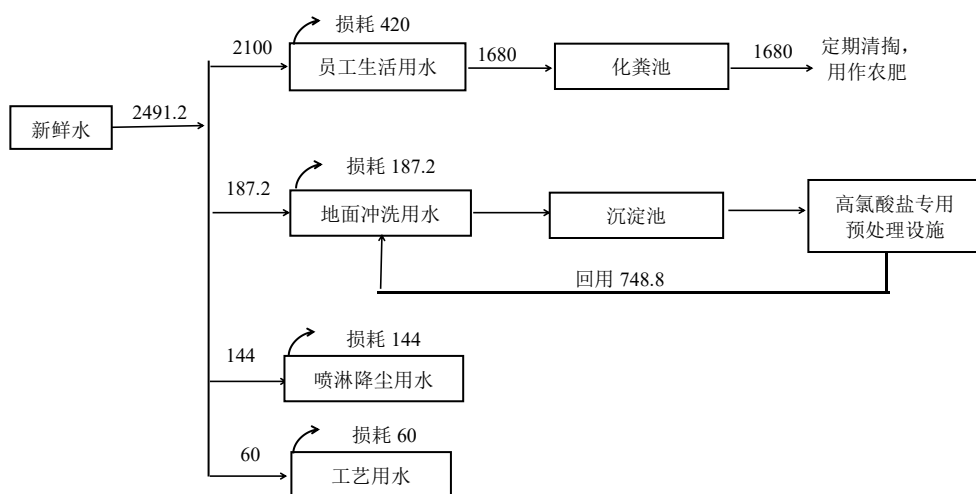 损耗 420
2100
员工生活用水
1680
化粪池
1680
定期清掏，
用作农肥
新鲜水
2491.2
损耗 187.2
187.2
地面冲洗用水
沉淀池
高氯酸盐专用
预处理设施
回用 748.8
损耗 144
144
喷淋降尘用水
损耗 60
60
工艺用水